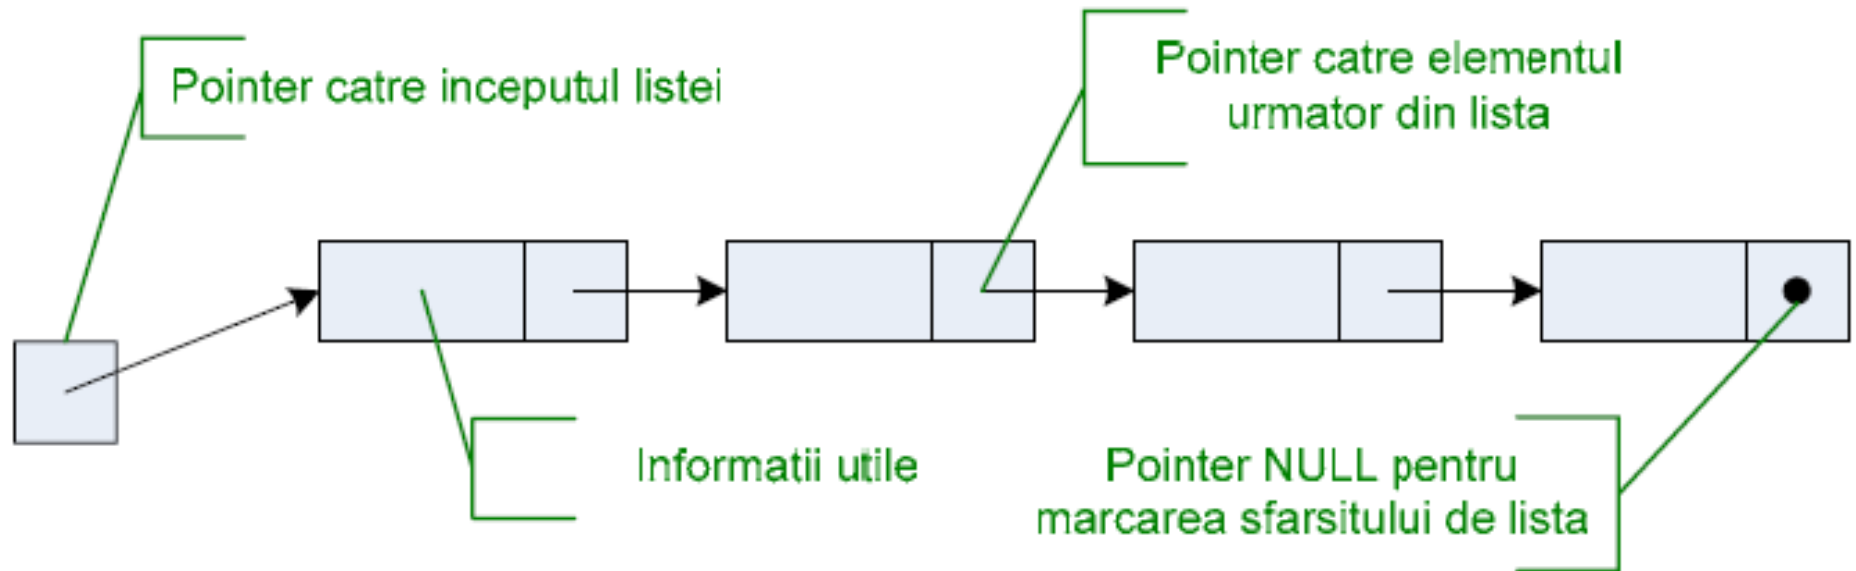 Pointer catre inceputul listei
Pointer catre elementul
urmator din lista
Informatii utile
Pointer NULL pentru
marcarea sfarsitului de lista